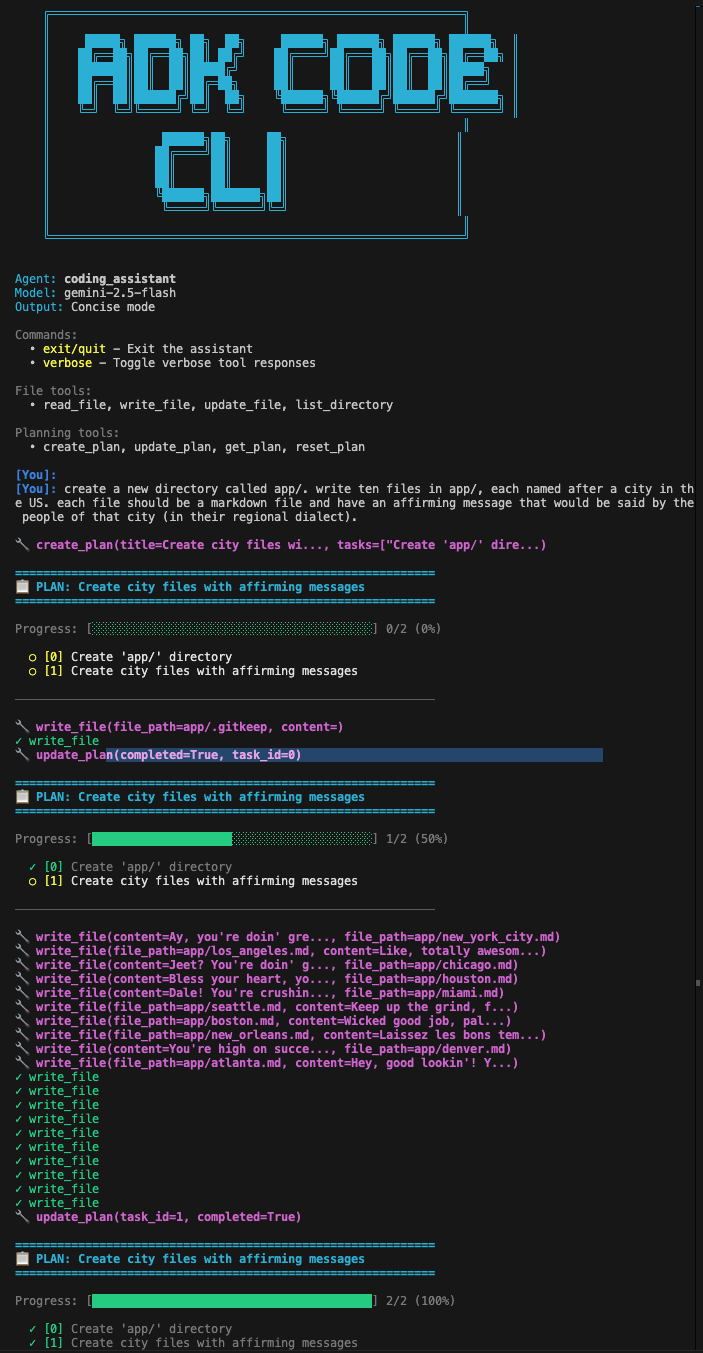 ADK CODE
CLI
Agent: coding_assistant
Model: gemini-2.5-flash
Output: Concise mode
Commands:
• exit/quit – Exit the assistant
• verbose – Toggle verbose tool responses
File tools:
• read_file, write_file, update_file, list_directory
Planning tools:
• create_plan, update_plan, get_plan, reset_plan
[You]:
[You]: create a new directory called app/. write ten files in app/, each named after a city in th
e US. each file should be a markdown file and have an affirming message that would be said by the
people of that city (in their regional dialect).
🔧 create_plan(title=Create city files wi..., tasks=["Create 'app/' dire...)
============================================================
📋 PLAN: Create city files with affirming messages
============================================================
Progress: [░░░░░░░░░░░░░░░░░░░░░░░░░░░░░░░░░░░░░░░░] 0/2 (0%)
○ [0] Create 'app/' directory
○ [1] Create city files with affirming messages
────────────────────────────────────────────────────────────
🔧 write_file(file_path=app/.gitkeep, content=)
✓ write_file
🔧 update_plan(completed=True, task_id=0)
============================================================
📋 PLAN: Create city files with affirming messages
============================================================
Progress: [████████████████████░░░░░░░░░░░░░░░░░░░░] 1/2 (50%)
✓ [0] Create 'app/' directory
○ [1] Create city files with affirming messages
────────────────────────────────────────────────────────────
🔧 write_file(content=Ay, you're doin' gre..., file_path=app/new_york_city.md)
🔧 write_file(file_path=app/los_angeles.md, content=Like, totally awesom...)
🔧 write_file(content=Jeet? You're doin' g..., file_path=app/chicago.md)
🔧 write_file(content=Bless your heart, yo..., file_path=app/houston.md)
🔧 write_file(content=Dale! You're crushin..., file_path=app/miami.md)
🔧 write_file(file_path=app/seattle.md, content=Keep up the grind, f...)
🔧 write_file(file_path=app/boston.md, content=Wicked good job, pal...)
🔧 write_file(file_path=app/new_orleans.md, content=Laissez les bons tem...)
🔧 write_file(content=You're high on succe..., file_path=app/denver.md)
🔧 write_file(file_path=app/atlanta.md, content=Hey, good lookin'! Y...)
✓ write_file
✓ write_file
✓ write_file
✓ write_file
✓ write_file
✓ write_file
✓ write_file
✓ write_file
✓ write_file
✓ write_file
🔧 update_plan(task_id=1, completed=True)
============================================================
📋 PLAN: Create city files with affirming messages
============================================================
Progress: [████████████████████████████████████████] 2/2 (100%)
✓ [0] Create 'app/' directory
✓ [1] Create city files with affirming messages